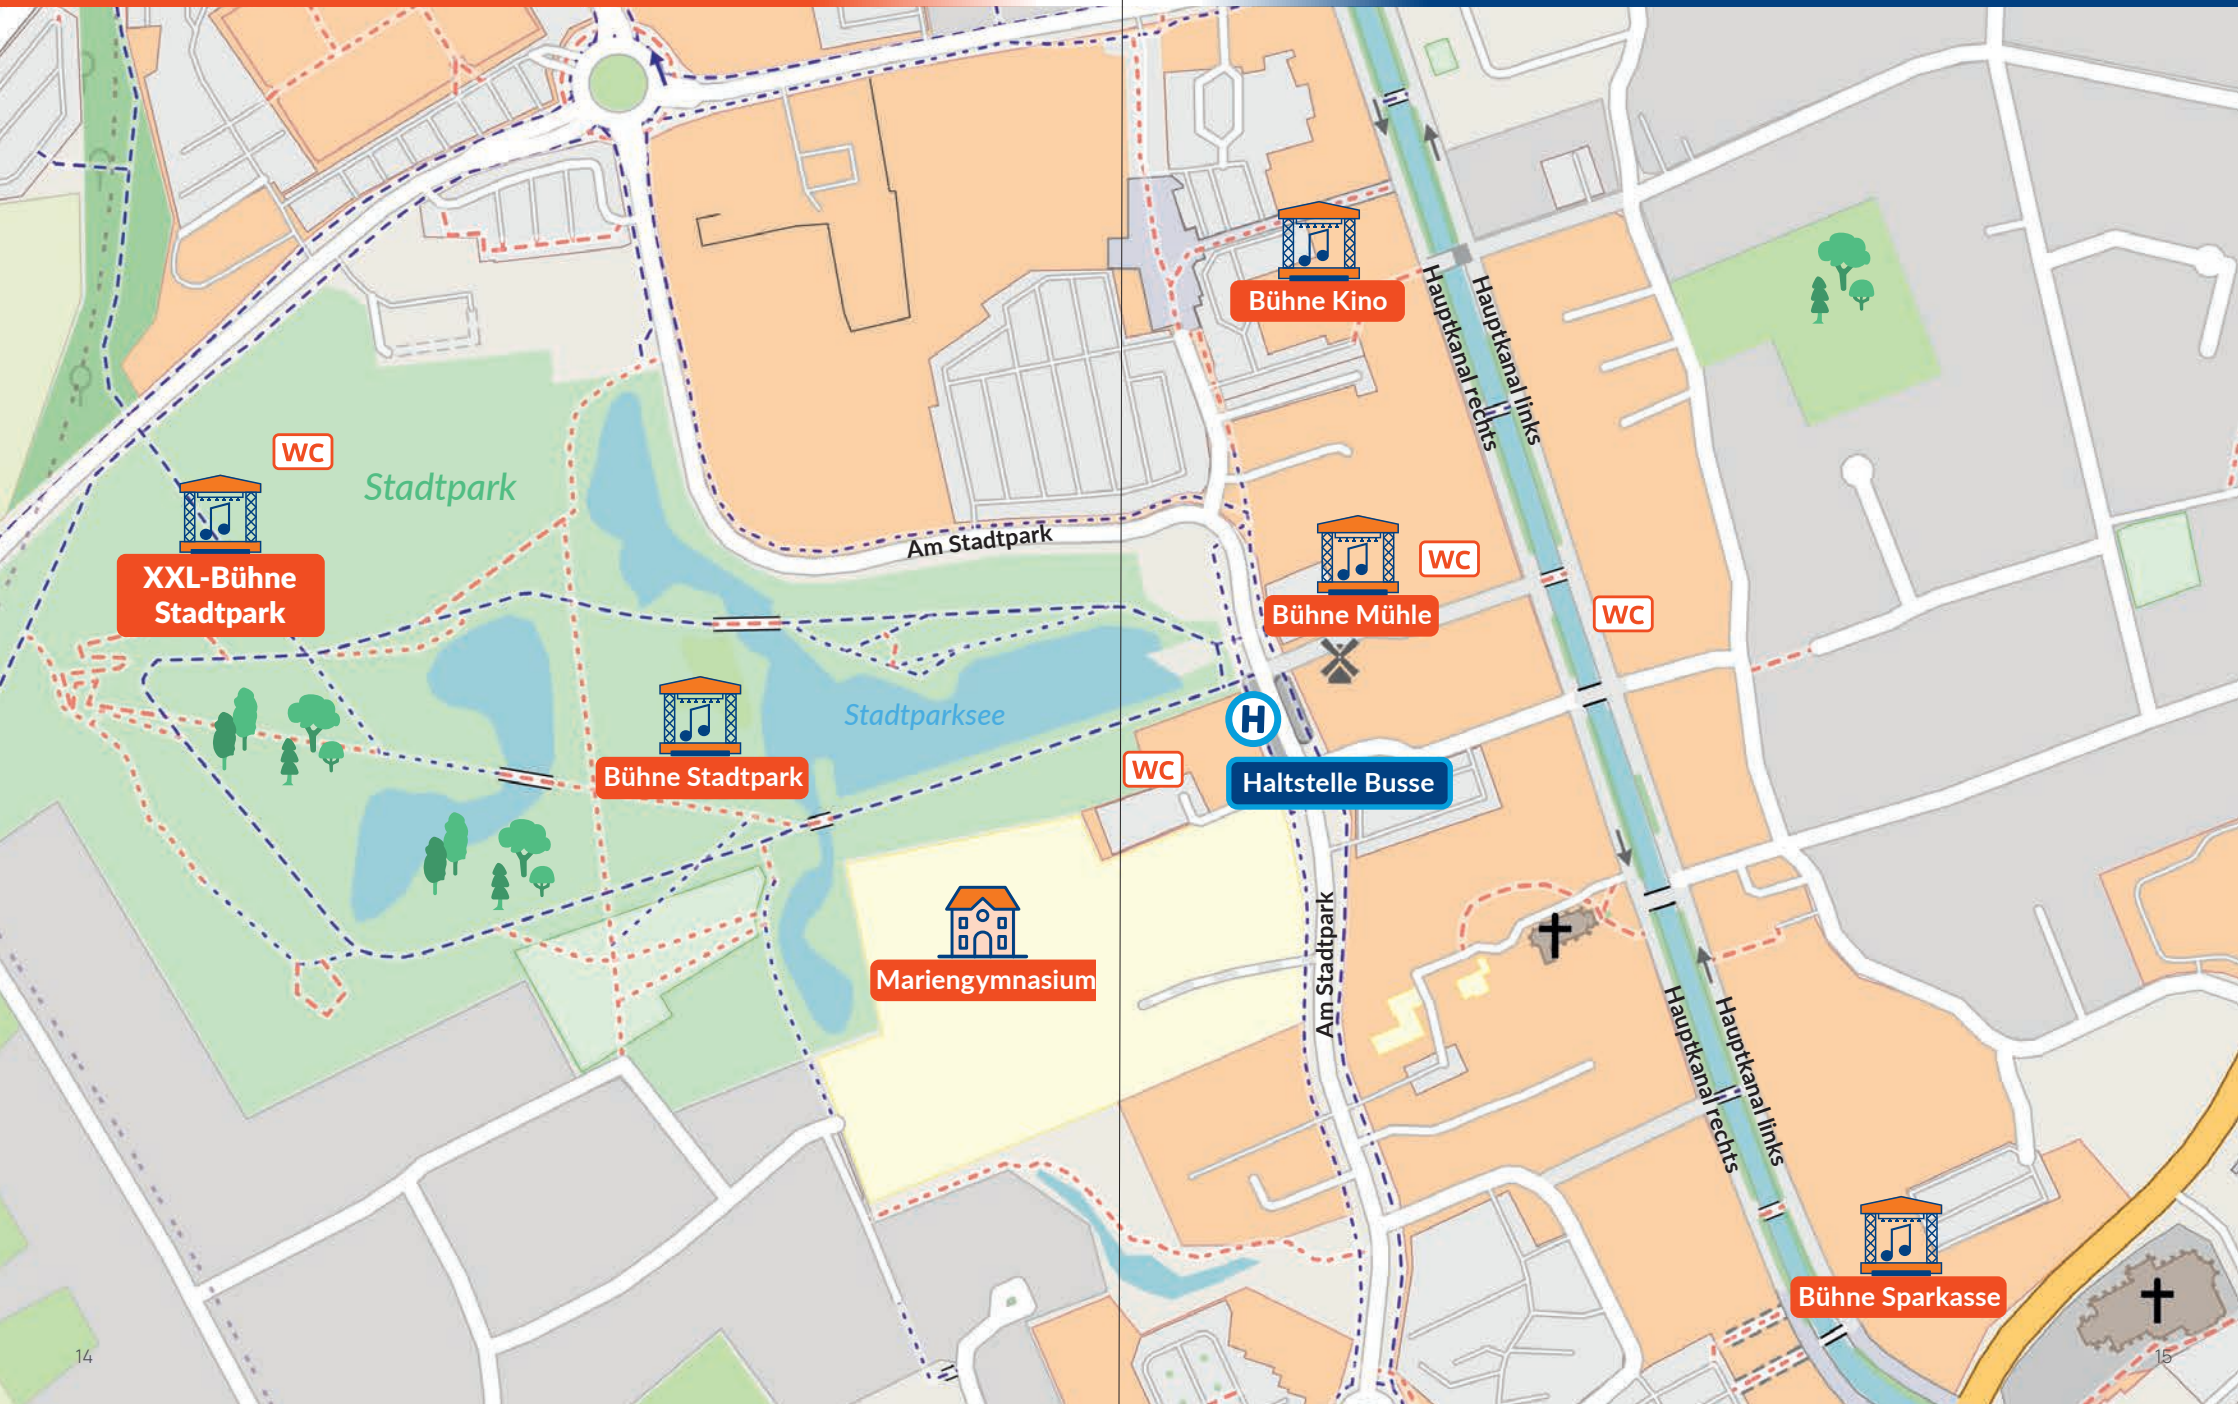 Bühne Kino
Hauptkanal rechts
Hauptkanal links
WC
Stadtpark
XXL-Bühne
Stadtpark
Am Stadtpark
WC
Bühne Mühle
WC
Stadtparksee
H
Bühne Stadtpark
WC
Haltstelle Busse
Mariengymnasium
Am Stadtpark
Hauptkanal rechts
Hauptkanal links
Bühne Sparkasse
14
15